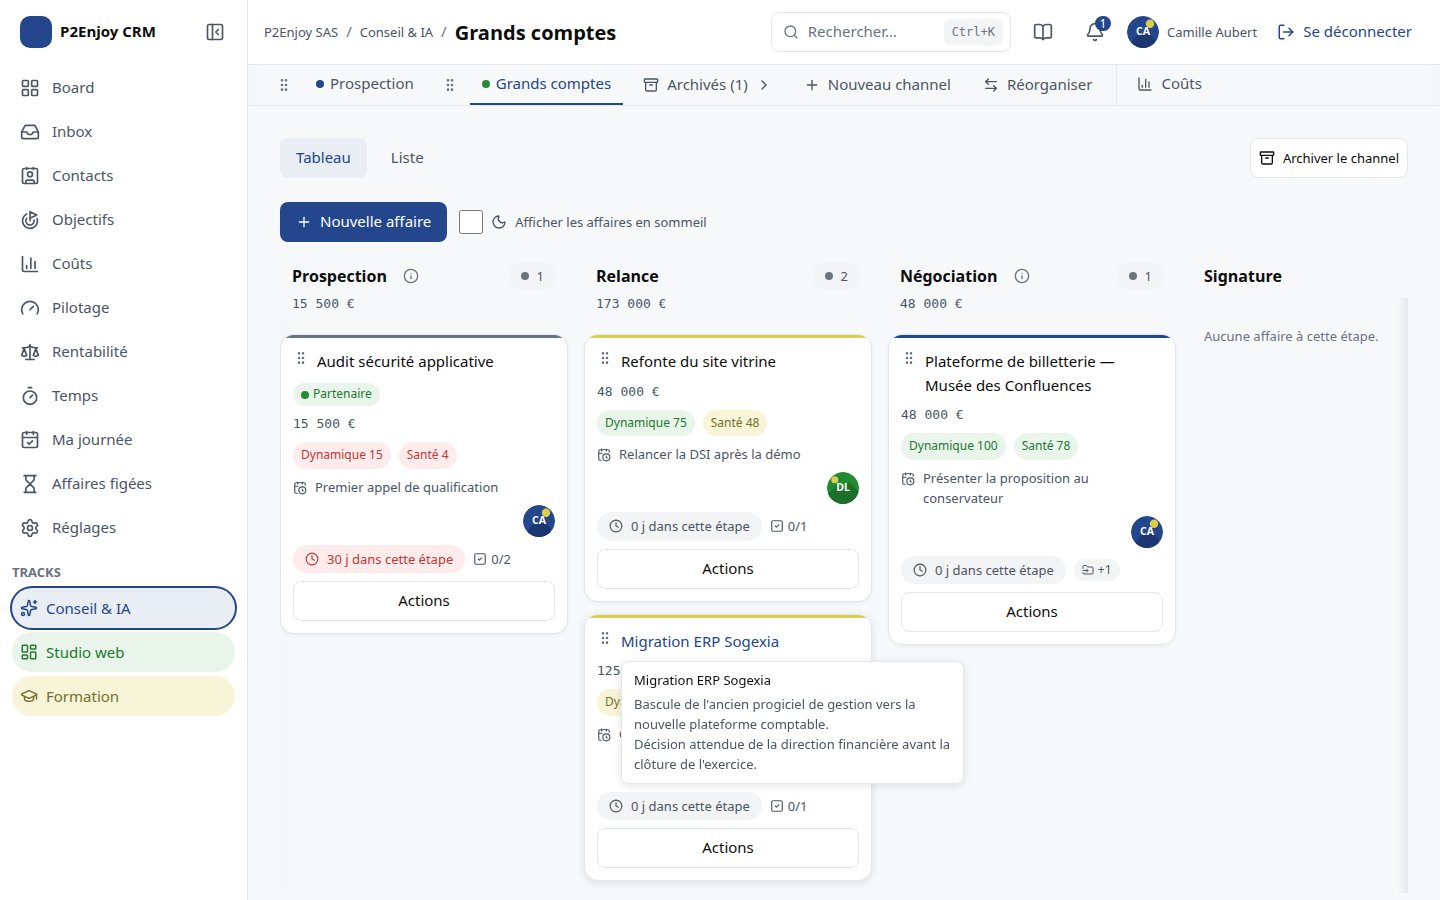 P2Enjoy CRM
Board
Inbox
Contacts
Objectifs
Coûts
Pilotage
Rentabilité
Temps
Ma journée
Affaires figées
Réglages
TRACKS
Conseil & IA
Studio web
Formation
P2Enjoy SAS / Conseil & IA / Grands comptes
Rechercher... Ctrl+K
1
CA Camille Aubert
Se déconnecter
Prospection
Grands comptes
Archivés (1)
Nouveau channel
Réorganiser
Coûts
Tableau
Liste
Archiver le channel
Nouvelle affaire
Afficher les affaires en sommeil
Prospection 1
15 500 €
Audit sécurité applicative
Partenaire
15 500 €
Dynamique 15 Santé 4
Premier appel de qualification
CA
30 j dans cette étape 0/2
Actions
Relance 2
173 000 €
Refonte du site vitrine
48 000 €
Dynamique 75 Santé 48
Relancer la DSI après la démo
DL
0 j dans cette étape 0/1
Actions
Migration ERP Sogexia
125
Dy
Migration ERP Sogexia
Bascule de l'ancien progiciel de gestion vers la
nouvelle plateforme comptable.
Décision attendue de la direction financière avant la
clôture de l'exercice.
0 j dans cette étape 0/1
Actions
Négociation 1
48 000 €
Plateforme de billetterie —
Musée des Confluences
48 000 €
Dynamique 100 Santé 78
Présenter la proposition au
conservateur
CA
0 j dans cette étape +1
Actions
Signature
Aucune affaire à cette étape.